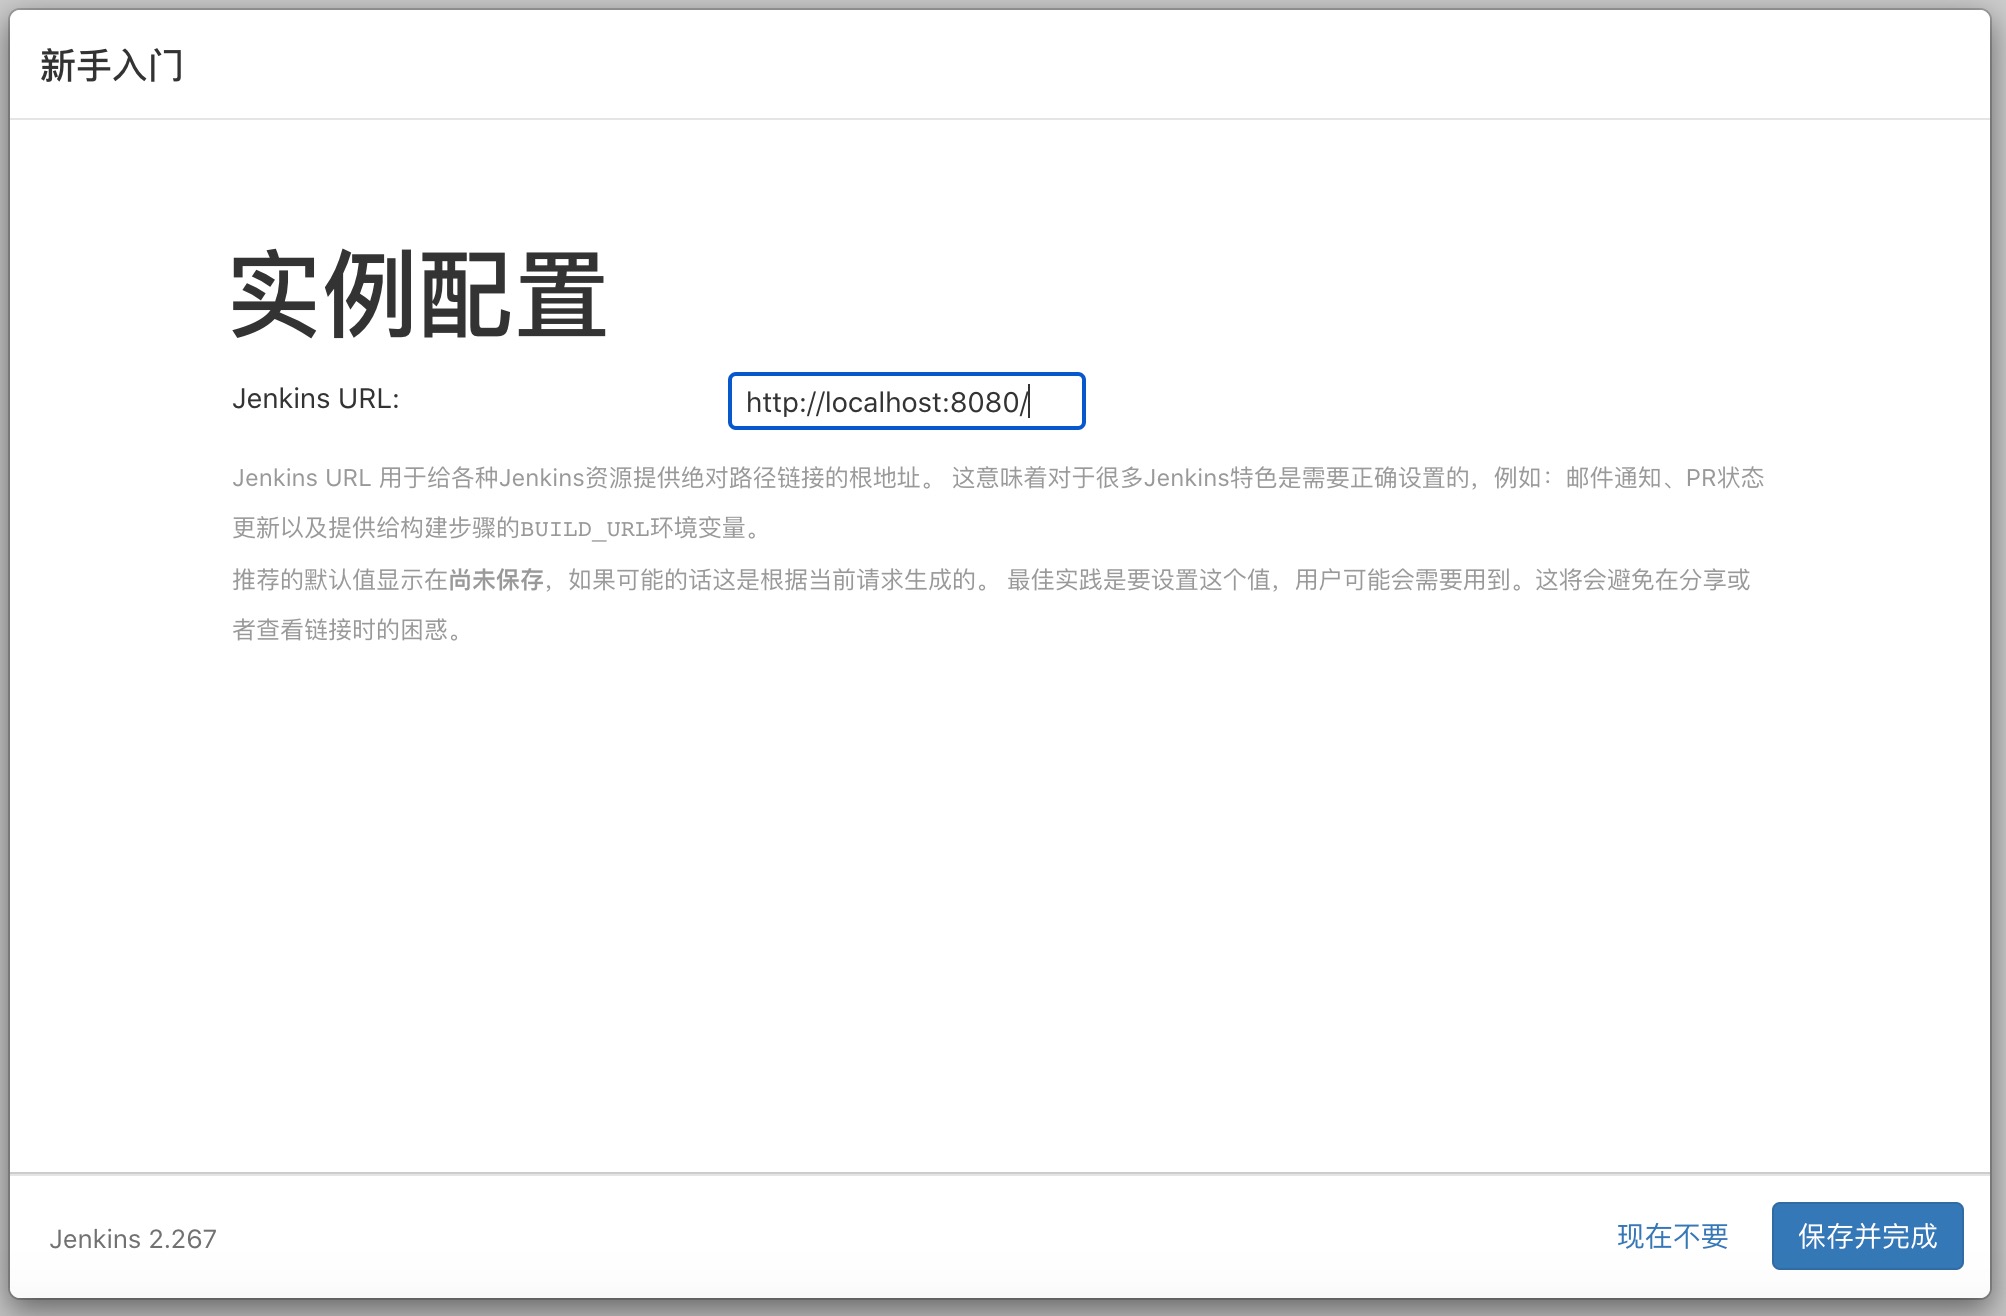 新手入门
实例配置
Jenkins URL:
http://localhost:8080/
Jenkins URL 用于给各种Jenkins资源提供绝对路径链接的根地址。 这意味着对于很多Jenkins特色是需要正确设置的，例如：邮件通知、PR状态
更新以及提供给构建步骤的BUILD_URL环境变量。
推荐的默认值显示在尚未保存，如果可能的话这是根据当前请求生成的。 最佳实践是要设置这个值，用户可能会需要用到。这将会避免在分享或
者查看链接时的困惑。
Jenkins 2.267
现在不要
保存并完成